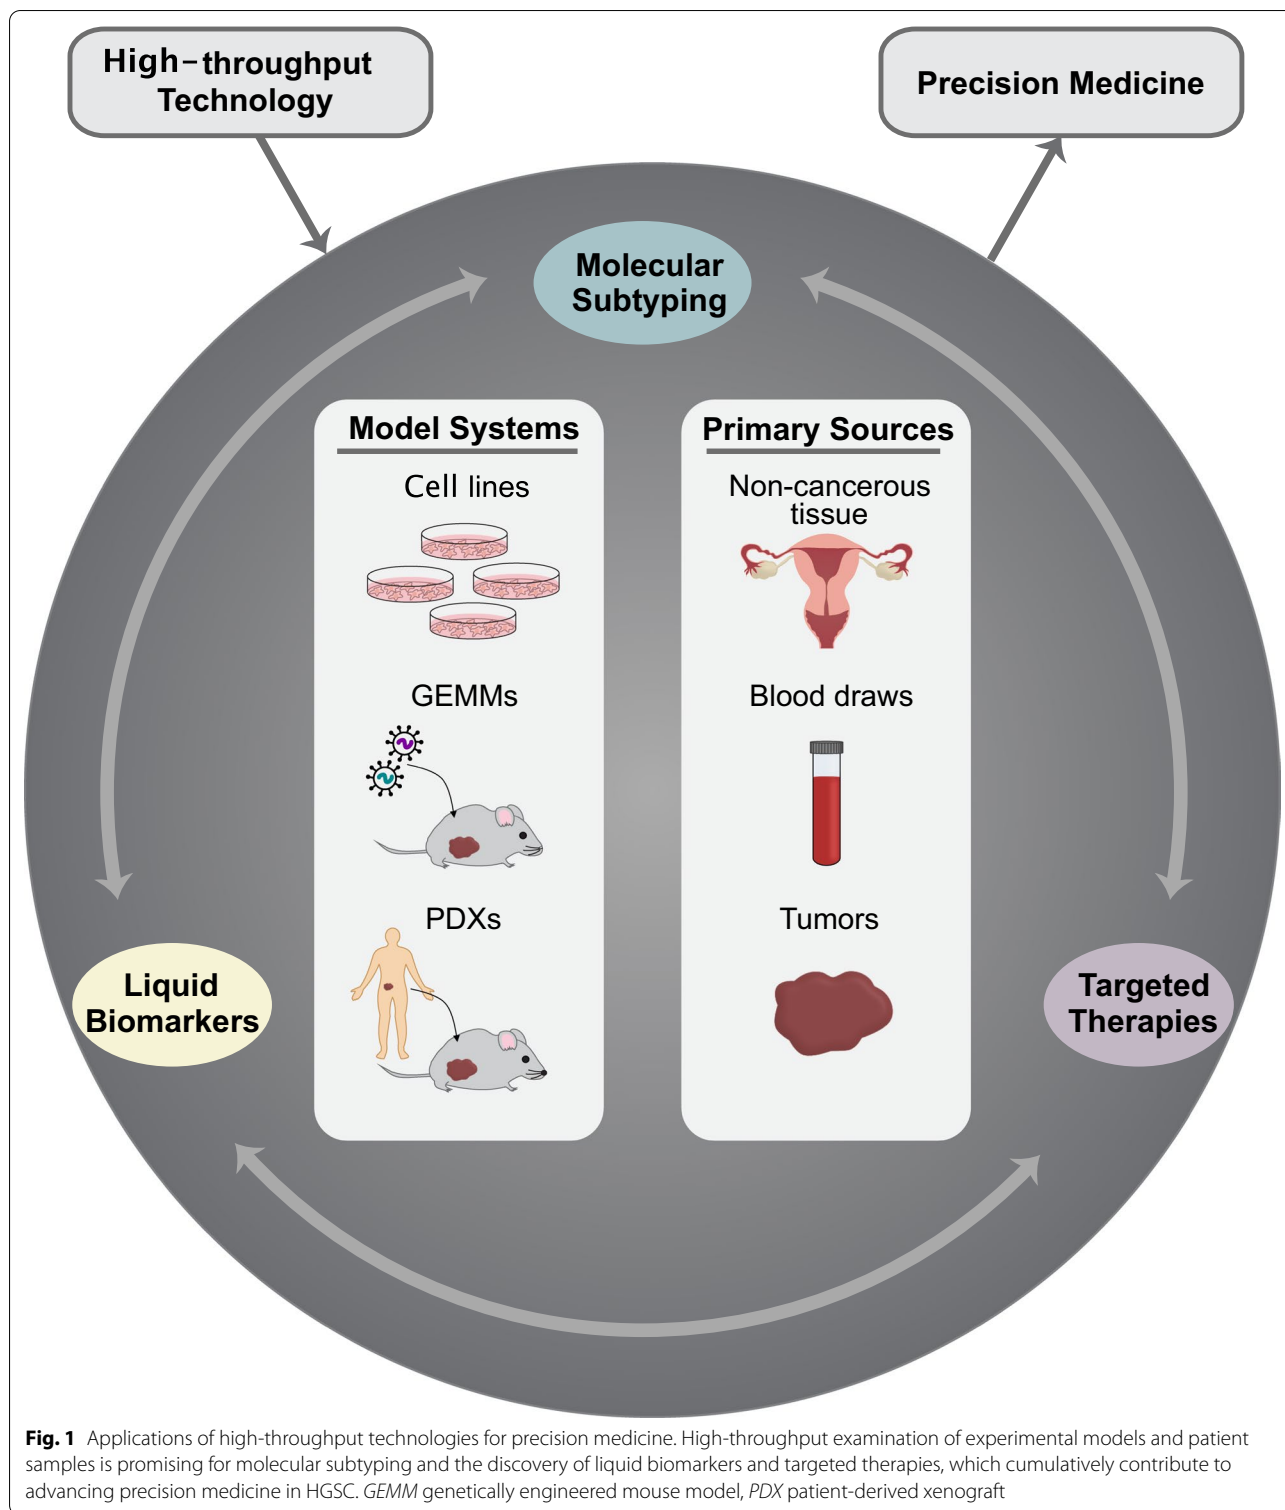 High-throughput
Technology
Precision Medicine
Molecular
Subtyping
Model Systems
Cell lines
GEMMs
PDXs
Primary Sources
Non-cancerous
tissue
Blood draws
Tumors
Liquid
Biomarkers
Targeted
Therapies
Fig. 1 Applications of high-throughput technologies for precision medicine. High-throughput examination of experimental models and patient
samples is promising for molecular subtyping and the discovery of liquid biomarkers and targeted therapies, which cumulatively contribute to
advancing precision medicine in HGSC. GEMM genetically engineered mouse model, PDX patient-derived xenograft